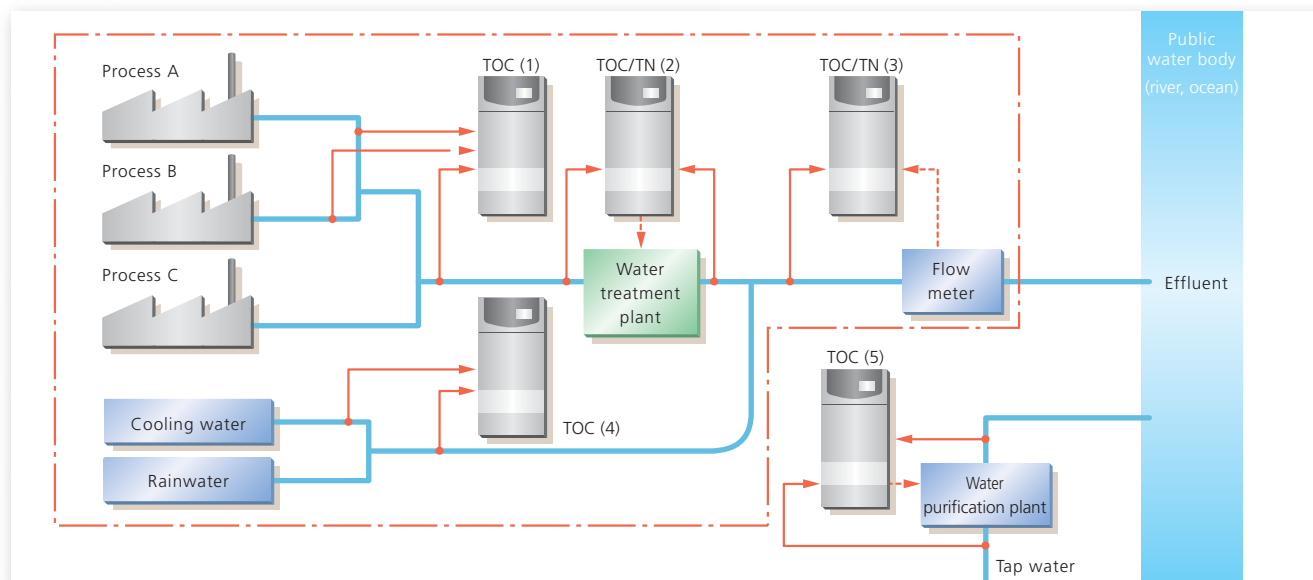 Public
water body
(river, ocean)
Process A
TOC (1)
TOC/TN (2)
TOC/TN (3)
Process B
Process C
Water
treatment
plant
Flow
meter
Effluent
TOC (5)
Cooling water
TOC (4)
Rainwater
Water
purification plant
Tap water